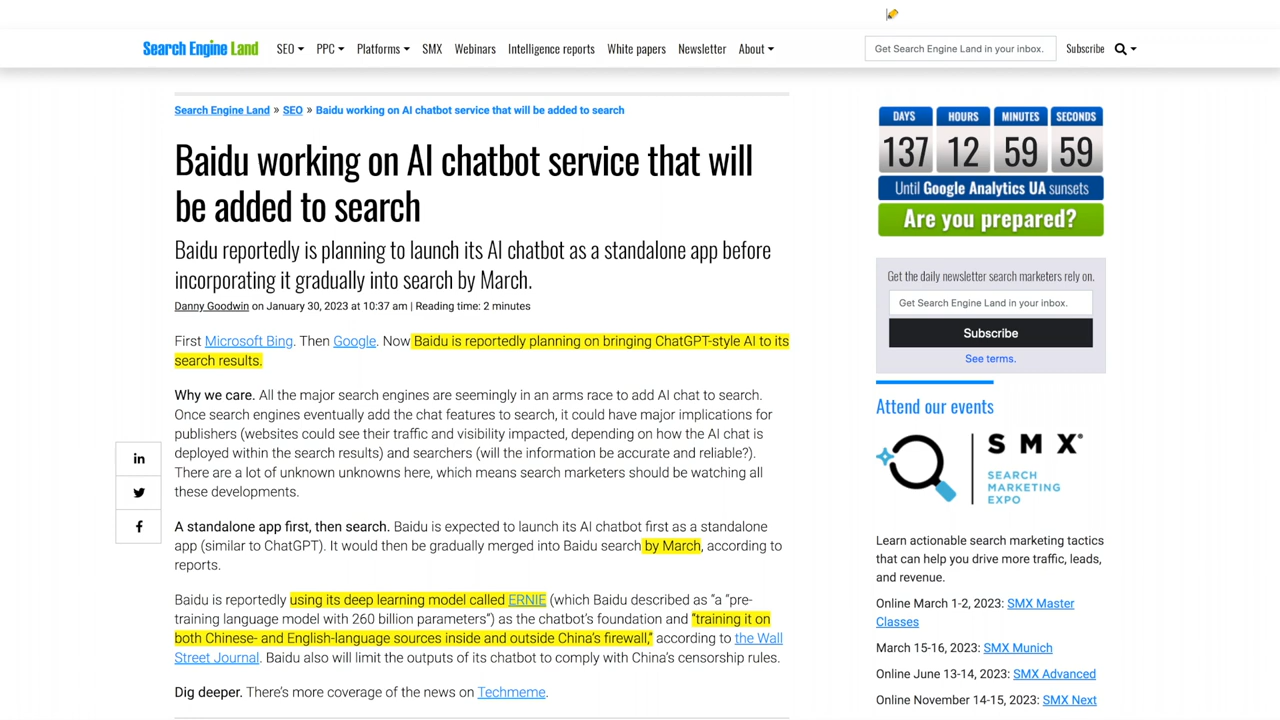 Search Engine Land
SEO PPC Platforms SMX Webinars Intelligence reports White papers Newsletter About
Get Search Engine Land in your inbox. Subscribe
Search Engine Land » SEO » Baidu working on AI chatbot service that will be added to search
Baidu working on AI chatbot service that will
be added to search
Baidu reportedly is planning to launch its AI chatbot as a standalone app before
incorporating it gradually into search by March.
Danny Goodwin on January 30, 2023 at 10:37 am | Reading time: 2 minutes
First Microsoft Bing. Then Google. Now Baidu is reportedly planning on bringing ChatGPT-style AI to its
search results.
Why we care. All the major search engines are seemingly in an arms race to add AI chat to search.
Once search engines eventually add the chat features to search, it could have major implications for
publishers (websites could see their traffic and visibility impacted, depending on how the AI chat is
deployed within the search results) and searchers (will the information be accurate and reliable?).
There are a lot of unknown unknowns here, which means search marketers should be watching all
these developments.
A standalone app first, then search. Baidu is expected to launch its AI chatbot first as a standalone
app (similar to ChatGPT). It would then be gradually merged into Baidu search by March, according to
reports.
Baidu is reportedly using its deep learning model called ERNIE (which Baidu described as "a "pre-
training language model with 260 billion parameters") as the chatbot's foundation and "training it on
both Chinese- and English-language sources inside and outside China's firewall," according to the Wall
Street Journal. Baidu also will limit the outputs of its chatbot to comply with China's censorship rules.
Dig deeper. There's more coverage of the news on Techmeme.
in
f
DAYS HOURS MINUTES SECONDS
137 12 59 59
Until Google Analytics UA sunsets
Are you prepared?
Get the daily newsletter search marketers rely on.
Get Search Engine Land in your inbox.
Subscribe
See terms.
Attend our events
SMX®
SEARCH
MARKETING
EXPO
Learn actionable search marketing tactics
that can help you drive more traffic, leads,
and revenue.
Online March 1-2, 2023: SMX Master
Classes
March 15-16, 2023: SMX Munich
Online June 13-14, 2023: SMX Advanced
Online November 14-15, 2023: SMX Next